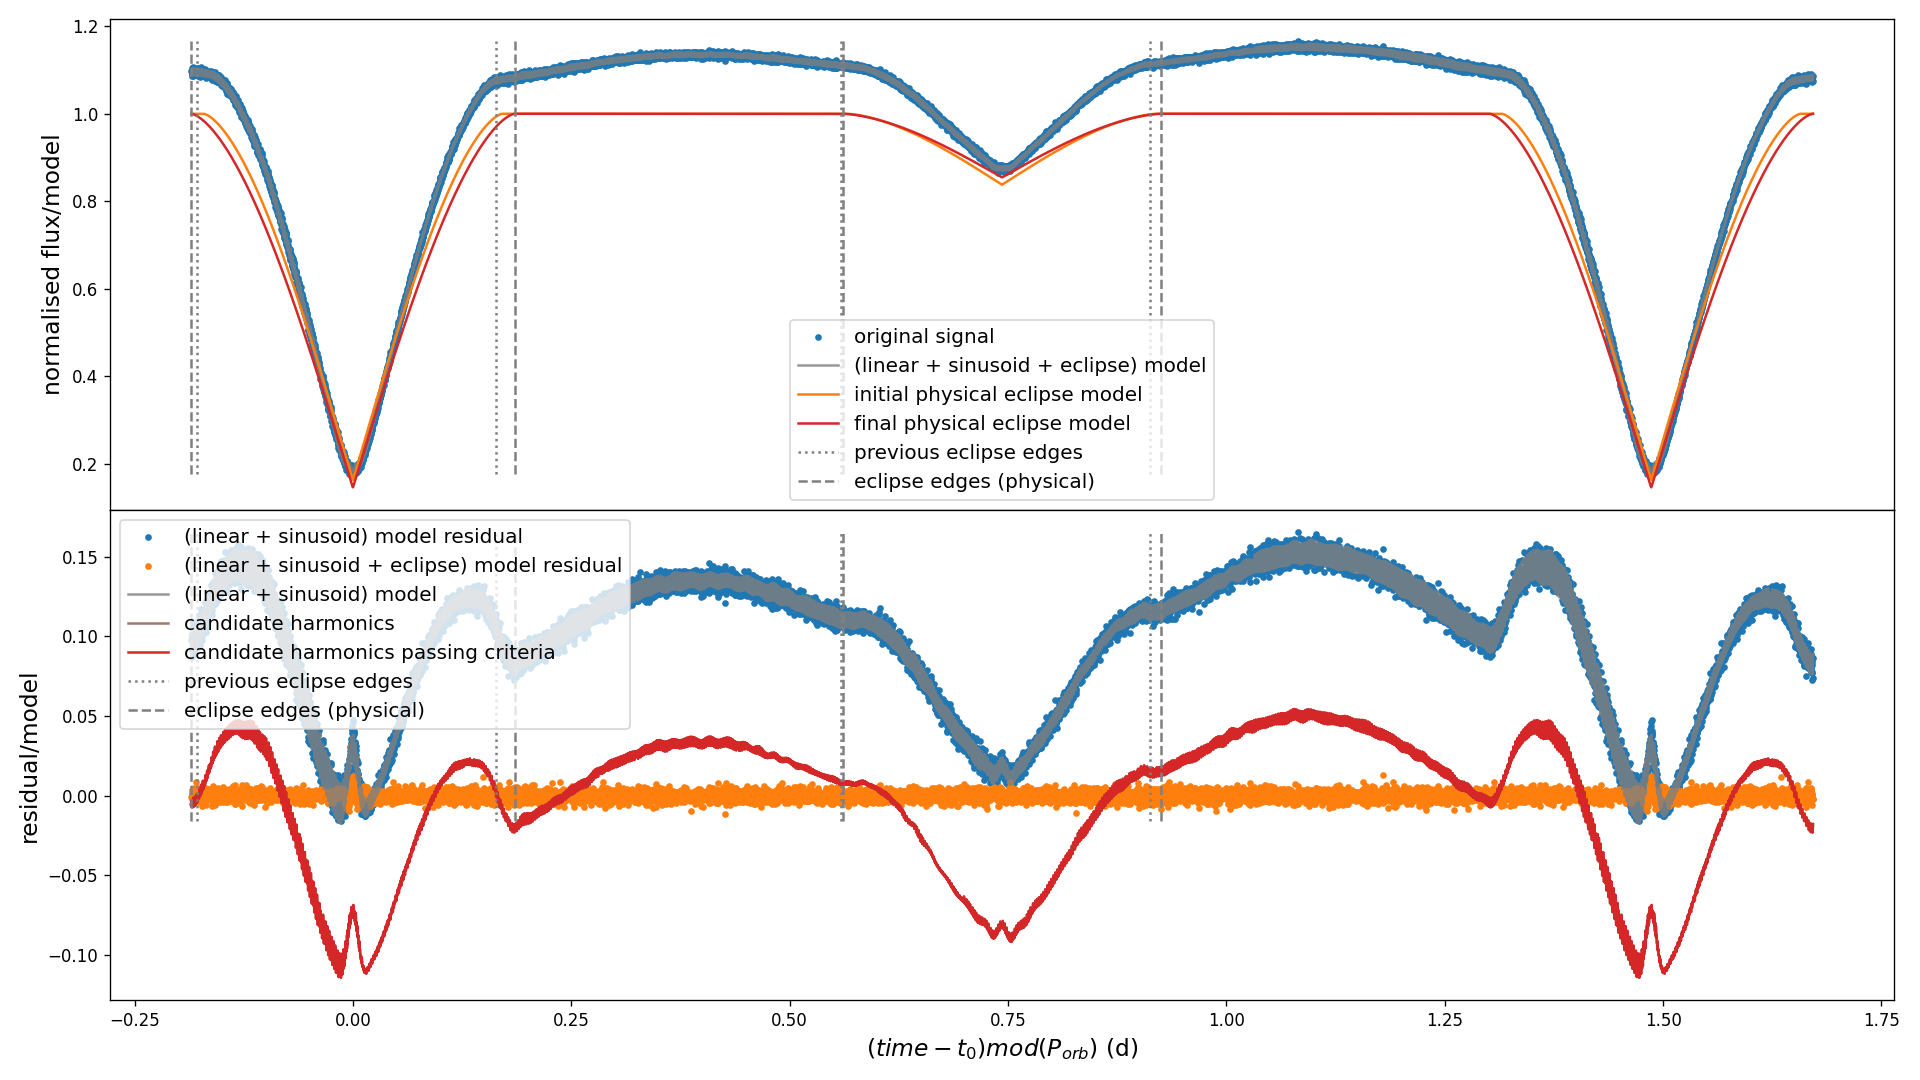 normalised flux/model
1.2
1.0
0.8
0.6
0.4
0.2
original signal
(linear + sinusoid + eclipse) model
initial physical eclipse model
final physical eclipse model
previous eclipse edges
eclipse edges (physical)
residual/model
0.15
0.10
0.05
0.00
−0.05
−0.10
(linear + sinusoid) model residual
(linear + sinusoid + eclipse) model residual
(linear + sinusoid) model
candidate harmonics
candidate harmonics passing criteria
previous eclipse edges
eclipse edges (physical)
−0.25 0.00 0.25 0.50 0.75 1.00 1.25 1.50 1.75
(time − t₀)mod(P_orb) (d)